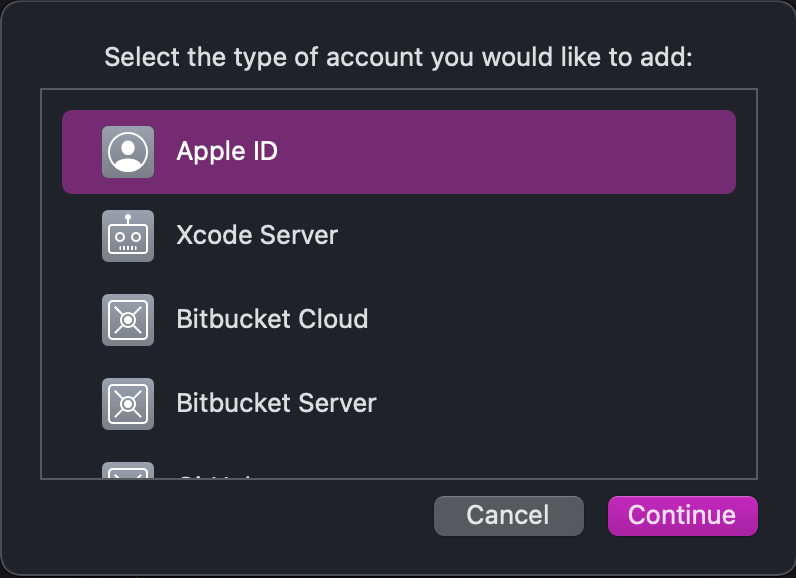 Select the type of account you would like to add:
Apple ID
Xcode Server
Bitbucket Cloud
Bitbucket Server
Cancel
Continue